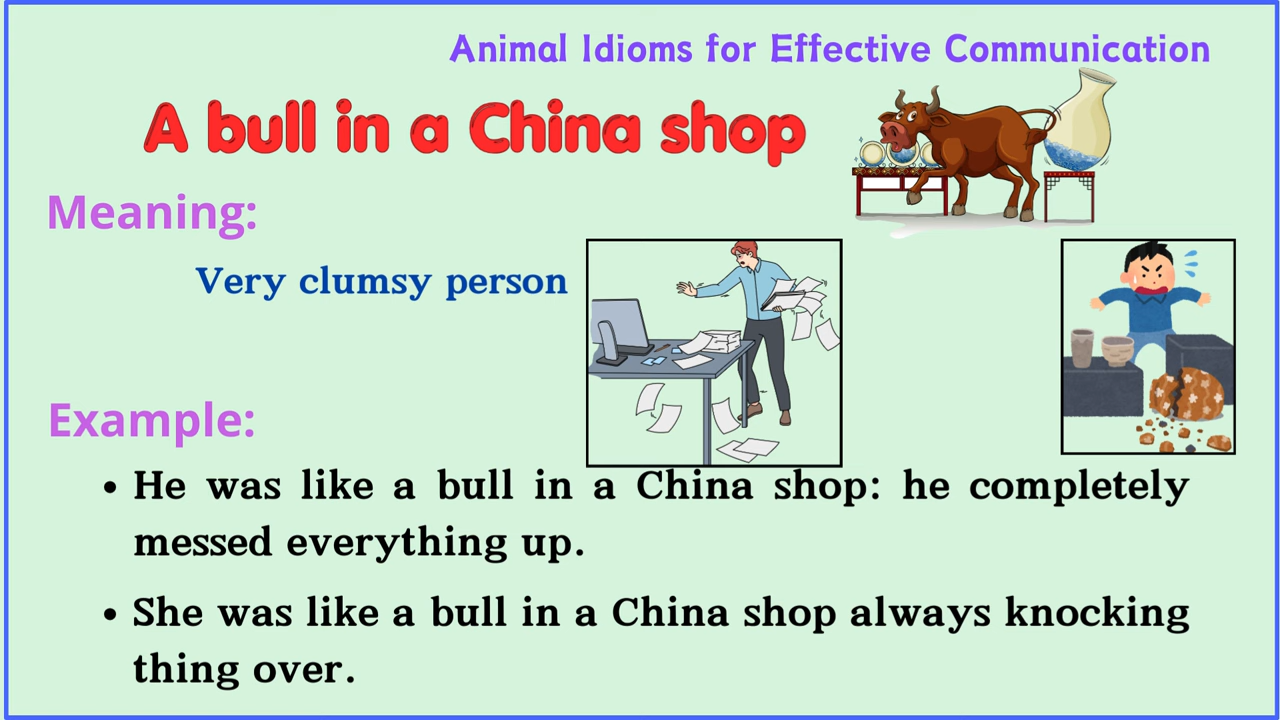 Animal Idioms for Effective Communication
A bull in a China shop
Meaning:
Very clumsy person
Example:
• He was like a bull in a China shop: he completely
messed everything up.
• She was like a bull in a China shop always knocking
thing over.